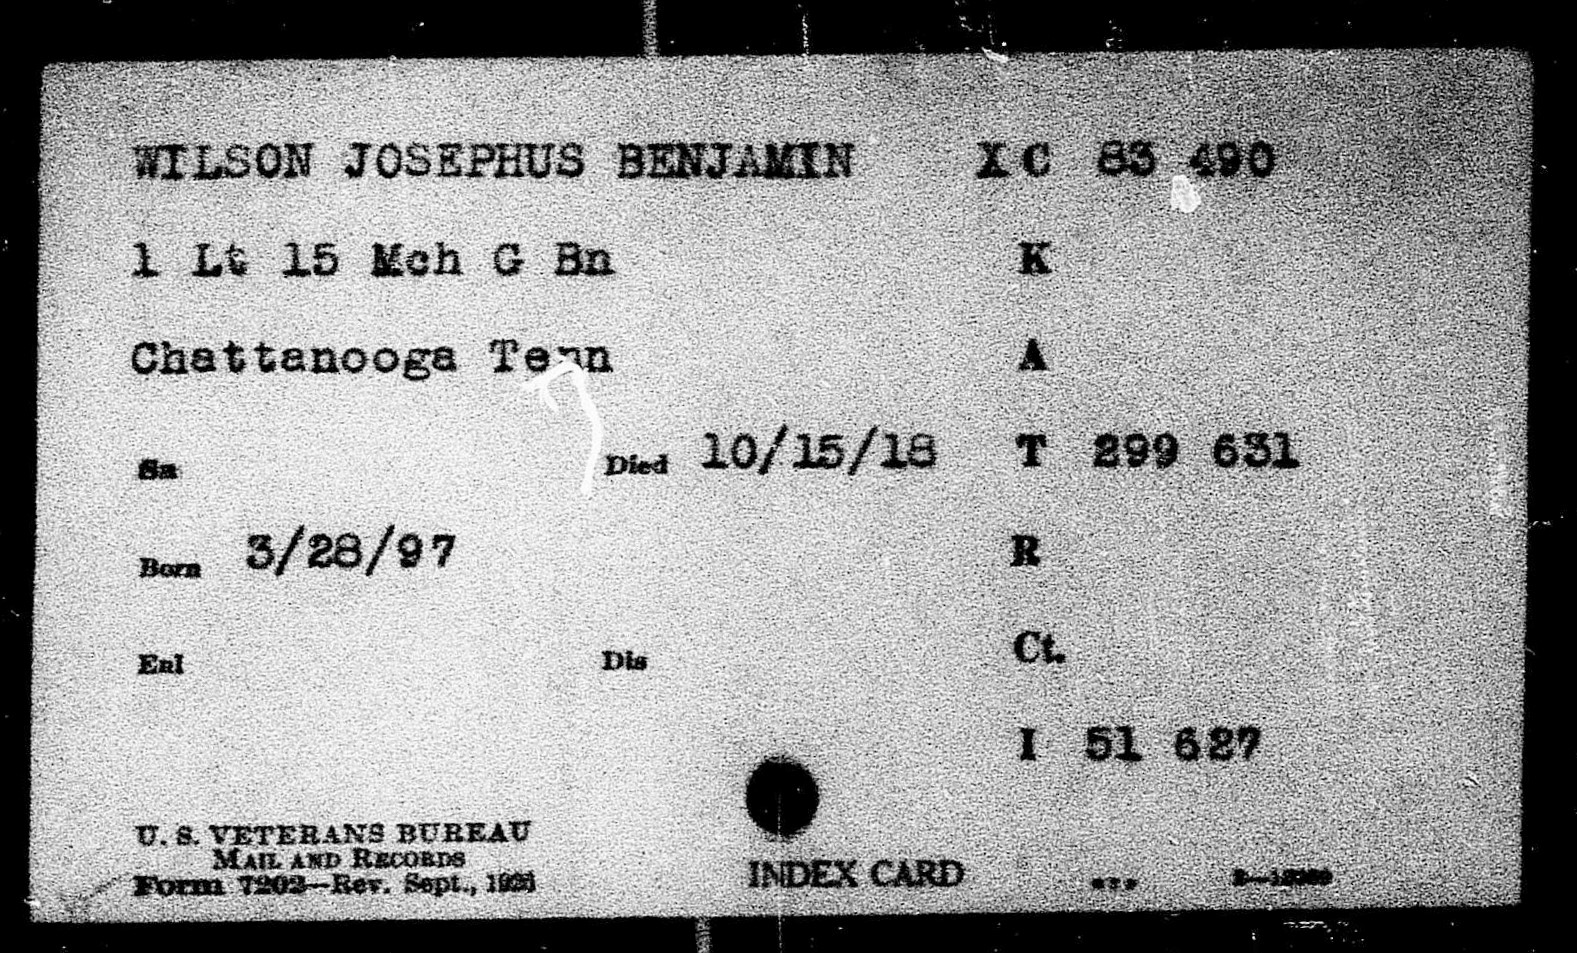 WILSON JOSEPHUS BENJAMIN X C 83 490
1 Lt 15 Mch G Bn K
Chattanooga Tenn A
Sn Died 10/15/18 T 299 631
Born 3/28/97 R
Enl Dis Ct.
I 51 627
U. S. VETERANS BUREAU
MAIL AND RECORDS
Form 7202—Rev. Sept.,
INDEX CARD